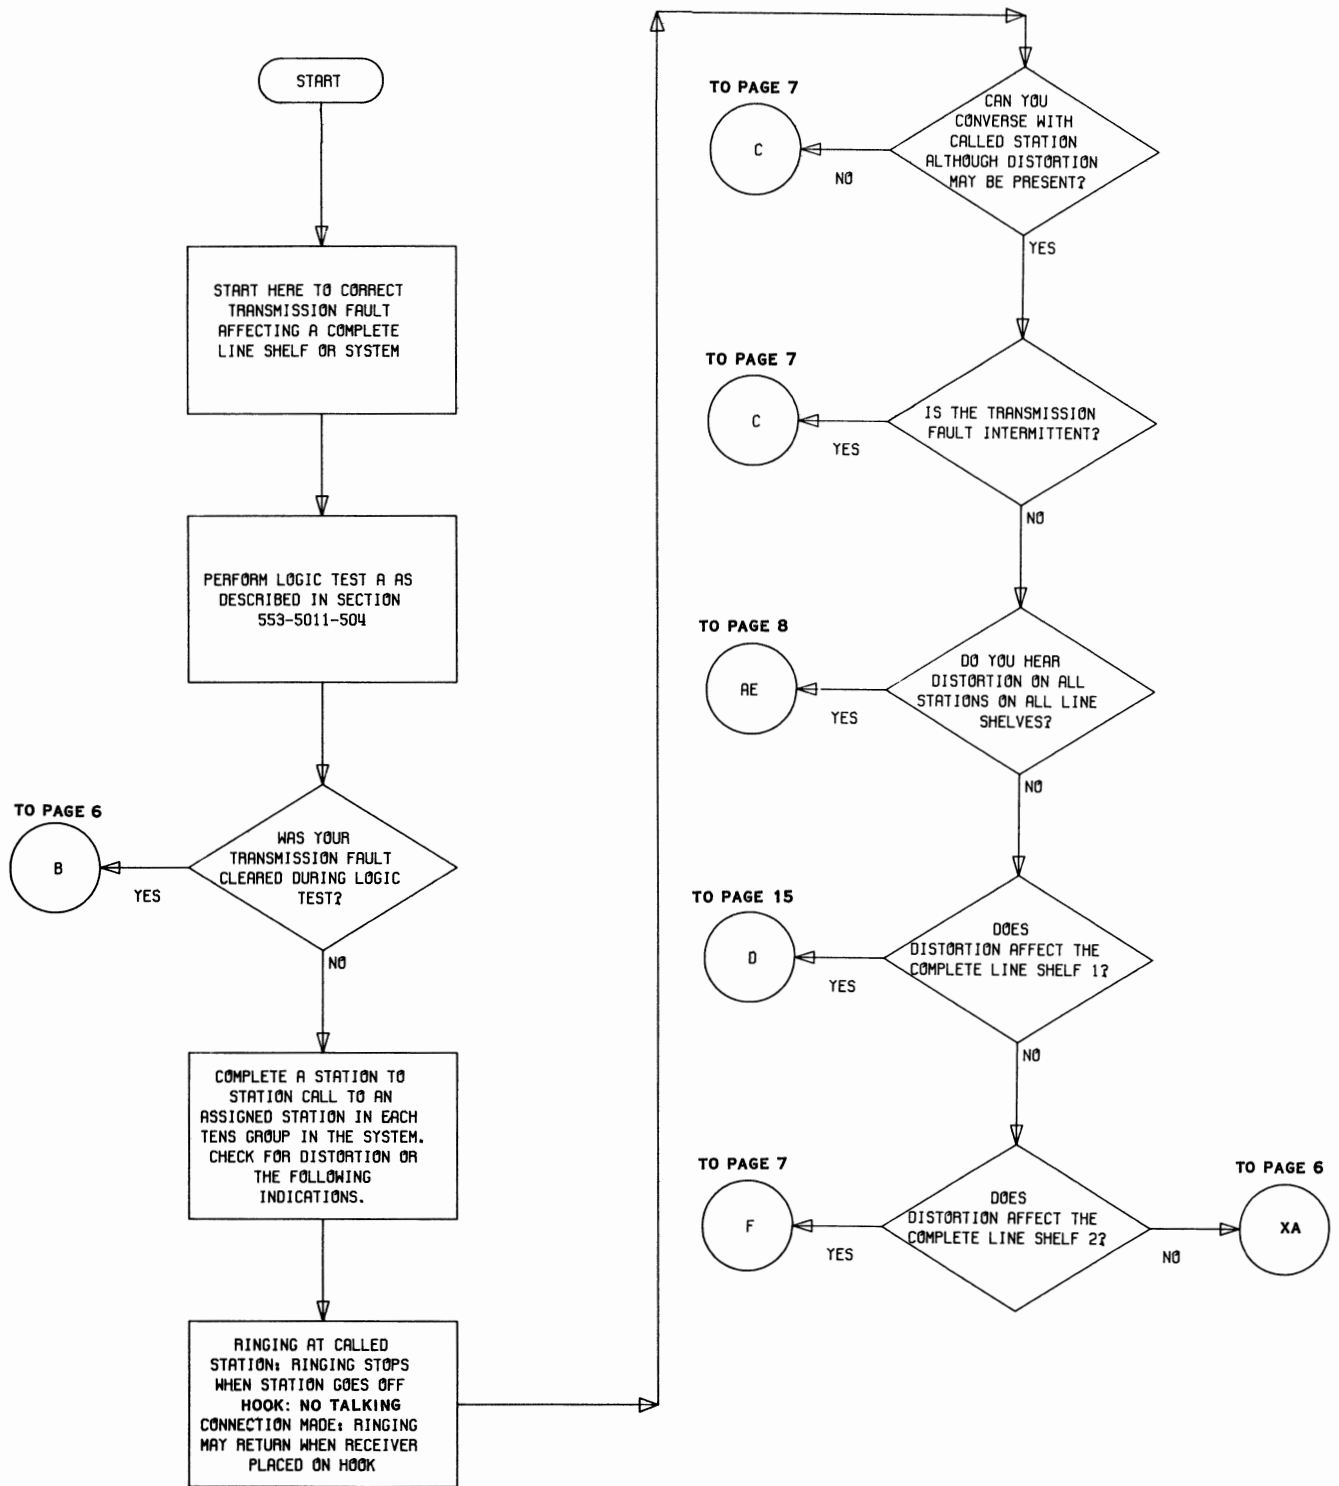 START
START HERE TO CORRECT
TRANSMISSION FAULT
AFFECTING A COMPLETE
LINE SHELF OR SYSTEM
PERFORM LOGIC TEST A AS
DESCRIBED IN SECTION
553-5011-504
WAS YOUR
TRANSMISSION FAULT
CLEARED DURING LOGIC
TEST?
TO PAGE 6
B
YES
NO
COMPLETE A STATION TO
STATION CALL TO AN
ASSIGNED STATION IN EACH
TENS GROUP IN THE SYSTEM.
CHECK FOR DISTORTION OR
THE FOLLOWING
INDICATIONS.
RINGING AT CALLED
STATION: RINGING STOPS
WHEN STATION GOES OFF
HOOK: NO TALKING
CONNECTION MADE: RINGING
MAY RETURN WHEN RECEIVER
PLACED ON HOOK
CAN YOU
CONVERSE WITH
CALLED STATION
ALTHOUGH DISTORTION
MAY BE PRESENT?
TO PAGE 7
C
NO
YES
IS THE TRANSMISSION
FAULT INTERMITTENT?
TO PAGE 7
C
YES
NO
DO YOU HEAR
DISTORTION ON ALL
STATIONS ON ALL LINE
SHELVES?
TO PAGE 8
AE
YES
NO
DOES
DISTORTION AFFECT THE
COMPLETE LINE SHELF 1?
TO PAGE 15
D
YES
NO
DOES
DISTORTION AFFECT THE
COMPLETE LINE SHELF 2?
TO PAGE 7
F
YES
NO
TO PAGE 6
XA